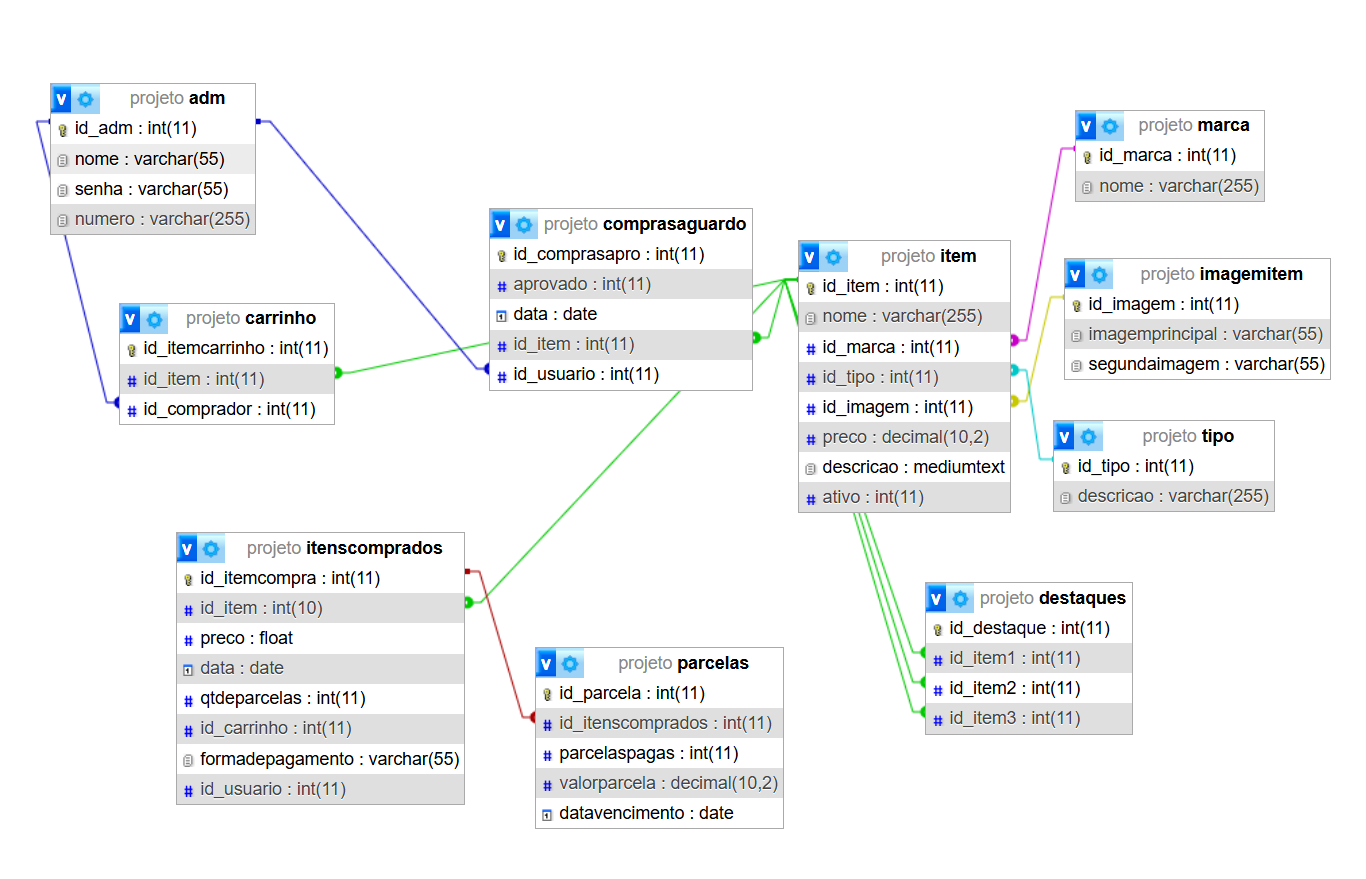 projeto adm
id_adm : int(11)
nome : varchar(55)
senha : varchar(55)
numero : varchar(255)
projeto carrinho
id_itemcarrinho : int(11)
id_item : int(11)
id_comprador : int(11)
projeto comprasaguardo
id_comprasapro : int(11)
aprovado : int(11)
data : date
id_item : int(11)
id_usuario : int(11)
projeto item
id_item : int(11)
nome : varchar(255)
id_marca : int(11)
id_tipo : int(11)
id_imagem : int(11)
preco : decimal(10,2)
descricao : mediumtext
ativo : int(11)
projeto marca
id_marca : int(11)
nome : varchar(255)
projeto imagemitem
id_imagem : int(11)
imagemprincipal : varchar(55)
segundaimagem : varchar(55)
projeto tipo
id_tipo : int(11)
descricao : varchar(255)
projeto itenscomprados
id_itemcompra : int(11)
id_item : int(10)
preco : float
data : date
qtdeparcelas : int(11)
id_carrinho : int(11)
formadepagamento : varchar(55)
id_usuario : int(11)
projeto parcelas
id_parcela : int(11)
id_itenscomprados : int(11)
parcelaspagas : int(11)
valorparcela : decimal(10,2)
datavencimento : date
projeto destaques
id_destaque : int(11)
id_item1 : int(11)
id_item2 : int(11)
id_item3 : int(11)